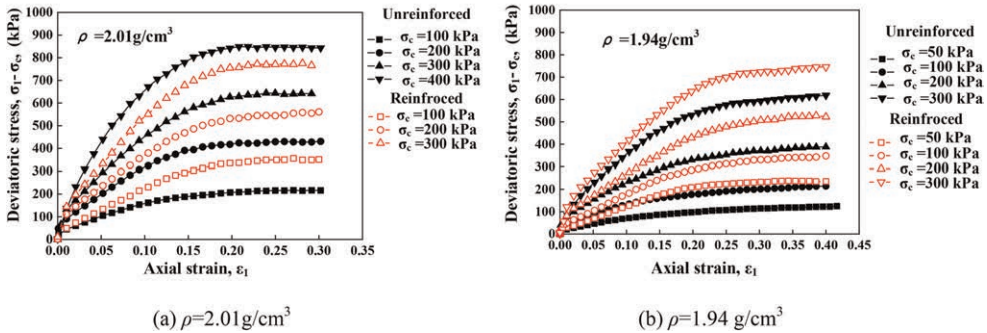 Deviatoric stress, σ₁- σc, (kPa)
1000
900
800
700
600
500
400
300
200
100
0
ρ =2.01g/cm³
0.00 0.05 0.10 0.15 0.20 0.25 0.30 0.35
Axial strain, ε₁
Unreinforced
σc =100 kPa
σc =200 kPa
σc =300 kPa
σc =400 kPa
Reinfroced
σc =100 kPa
σc =200 kPa
σc =300 kPa
(a) ρ=2.01g/cm³
Deviatoric stress, σ₁- σc, (kPa)
1000
900
800
700
600
500
400
300
200
100
0
ρ =1.94g/cm³
0.00 0.05 0.10 0.15 0.20 0.25 0.30 0.35 0.40 0.45
Axial strain, ε₁
Unreinforced
σc =50 kPa
σc =100 kPa
σc =200 kPa
σc =300 kPa
Reinfroced
σc =50 kPa
σc =100 kPa
σc =200 kPa
σc =300 kPa
(b) ρ=1.94 g/cm³